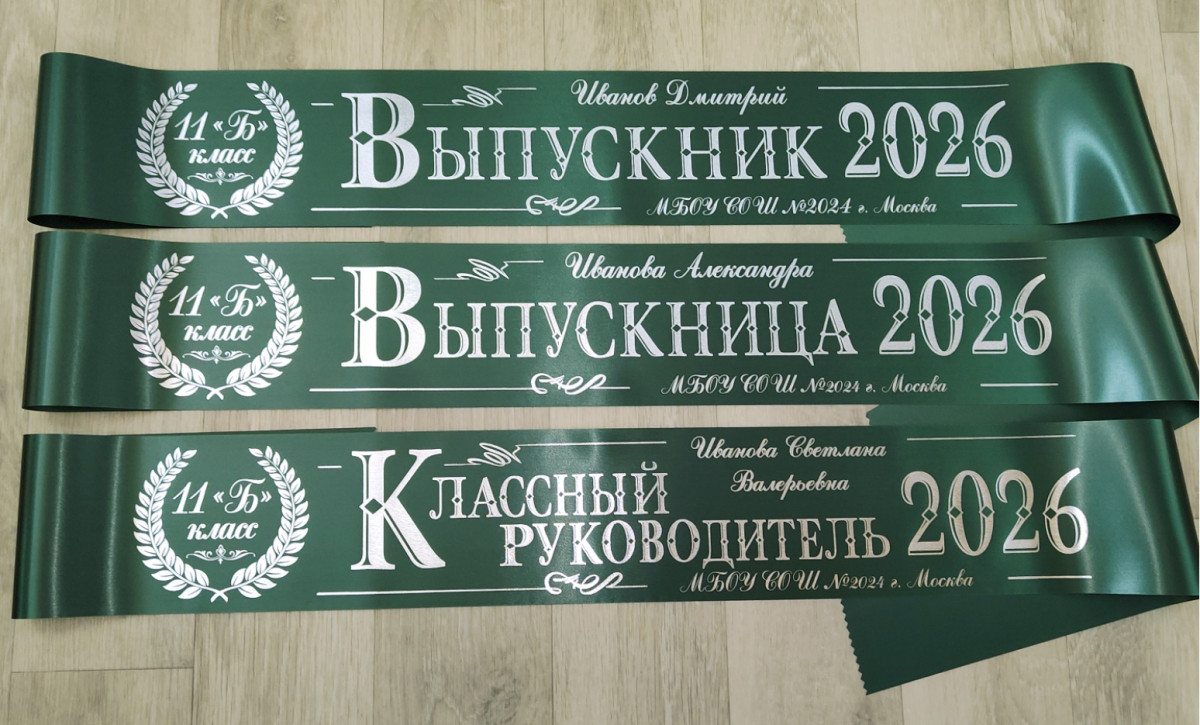 11 «Б»
класс
Иванов Дмитрий
Выпускник 2026
МБОУ СОШ №2024 г. Москва
11 «Б»
класс
Иванова Александра
Выпускница 2026
МБОУ СОШ №2024 г. Москва
11 «Б»
класс
Иванова Светлана
Валерьевна
Классный
руководитель 2026
МБОУ СОШ №2024 г. Москва